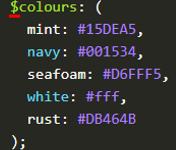 $colours: (
mint: #15DEA5,
navy: #001534,
seafoam: #D6FFF5,
white: #fff,
rust: #DB464B
);